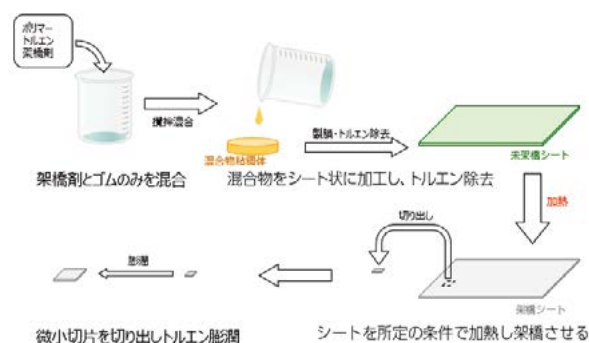 ポリマー
トルエン
架橋剤
攪拌混合
混合物粘稠体
製膜・トルエン除去
未架橋シート
架橋剤とゴムのみを混合
混合物をシート状に加工し、トルエン除去
加熱
切り出し
膨潤
架橋シート
微小切片を切り出しトルエン膨潤
シートを所定の条件で加熱し架橋させる